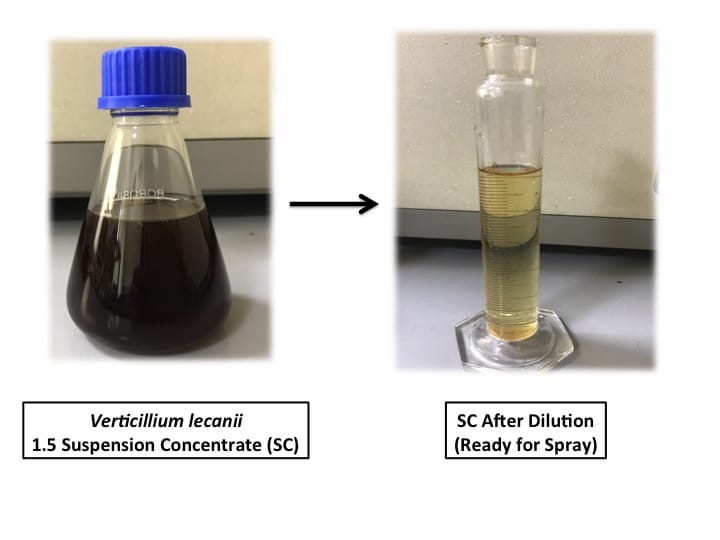 BOROSIL
Verticillium lecanii
1.5 Suspension Concentrate (SC)
SC After Dilution
(Ready for Spray)